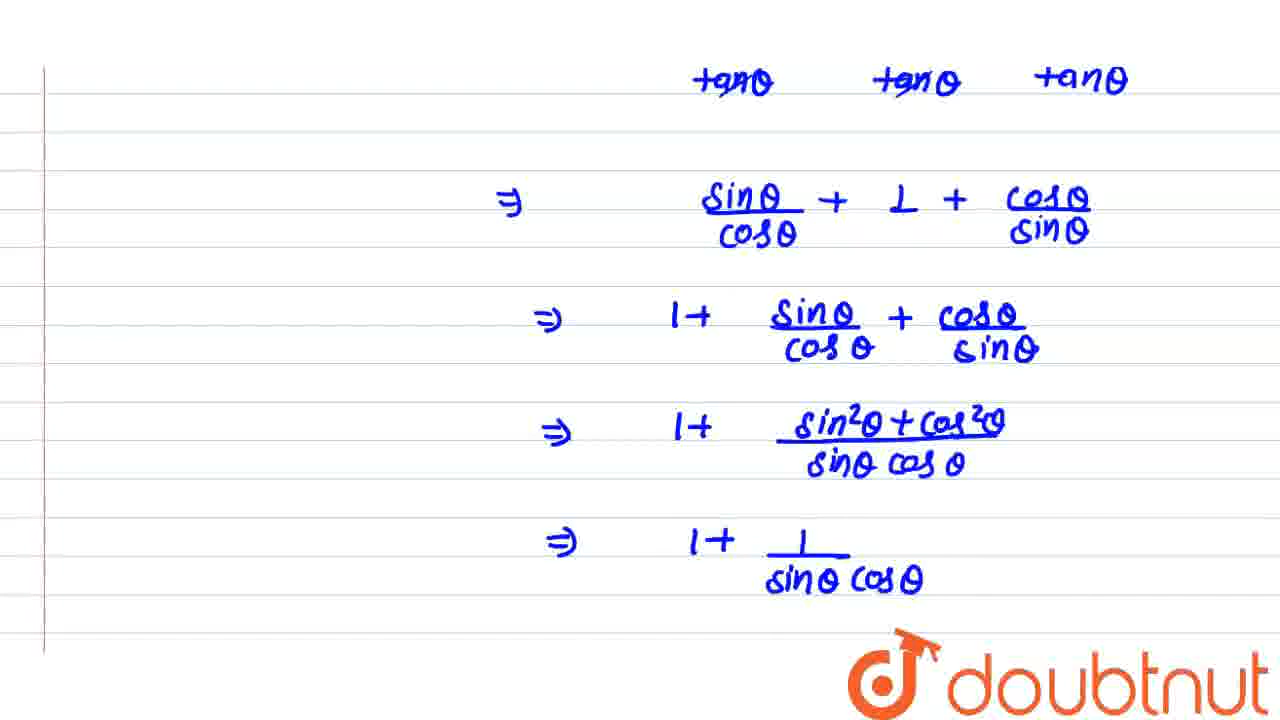 tanθ tanθ tanθ
⇒ sinθ/cosθ + 1 + cosθ/sinθ
⇒ 1+ sinθ/cosθ + cosθ/sinθ
⇒ 1+ sin²θ+cos²θ/sinθ cosθ
⇒ 1+ 1/sinθ cosθ
doubtnut